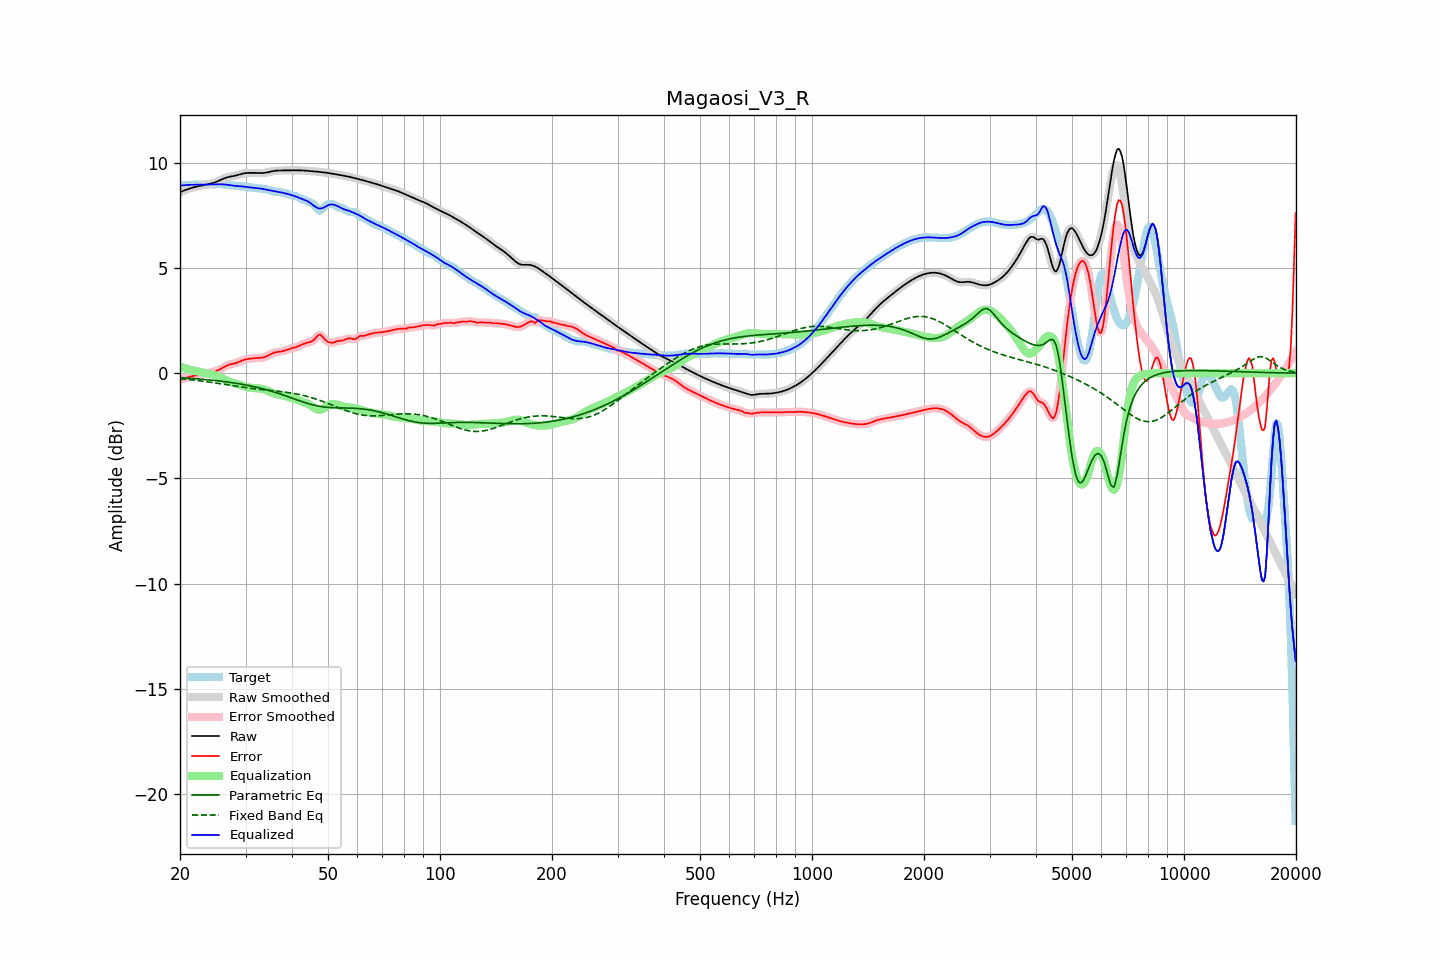 Magaosi_V3_R
10
5
0
−5
−10
−15
−20
Amplitude (dBr)
Target
Raw Smoothed
Error Smoothed
Raw
Error
Equalization
Parametric Eq
Fixed Band Eq
Equalized
20 50 100 200 500 1000 2000 5000 10000 20000
Frequency (Hz)